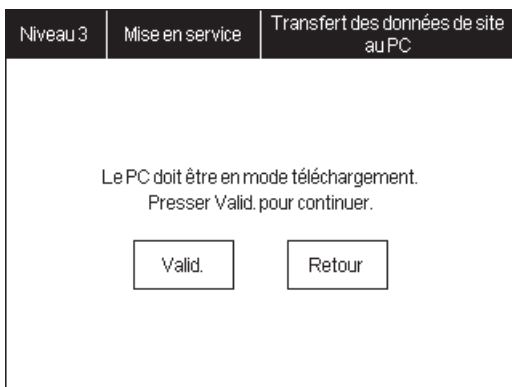 Niveau 3
Mise en service
Transfert des données de site
au PC
Le PC doit être en mode téléchargement.
Presser Valid. pour continuer.
Valid.
Retour